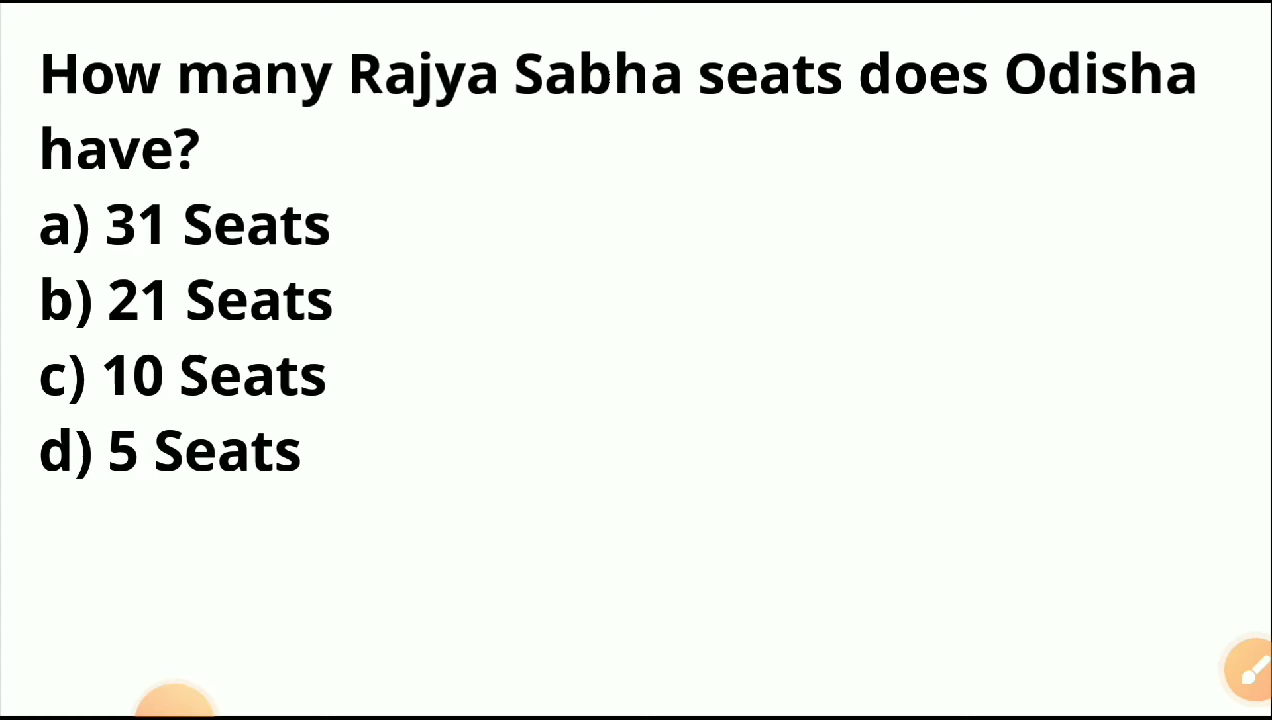 How many Rajya Sabha seats does Odisha
have?
a) 31 Seats
b) 21 Seats
c) 10 Seats
d) 5 Seats